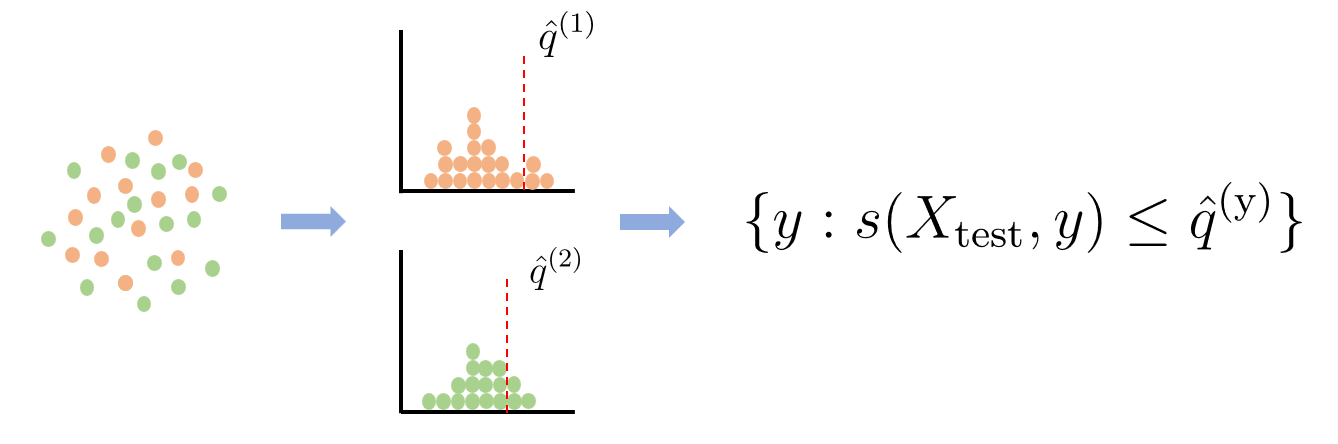 q̂⁽¹⁾
q̂⁽²⁾
{y : s(X_test, y) ≤ q̂^(y)}